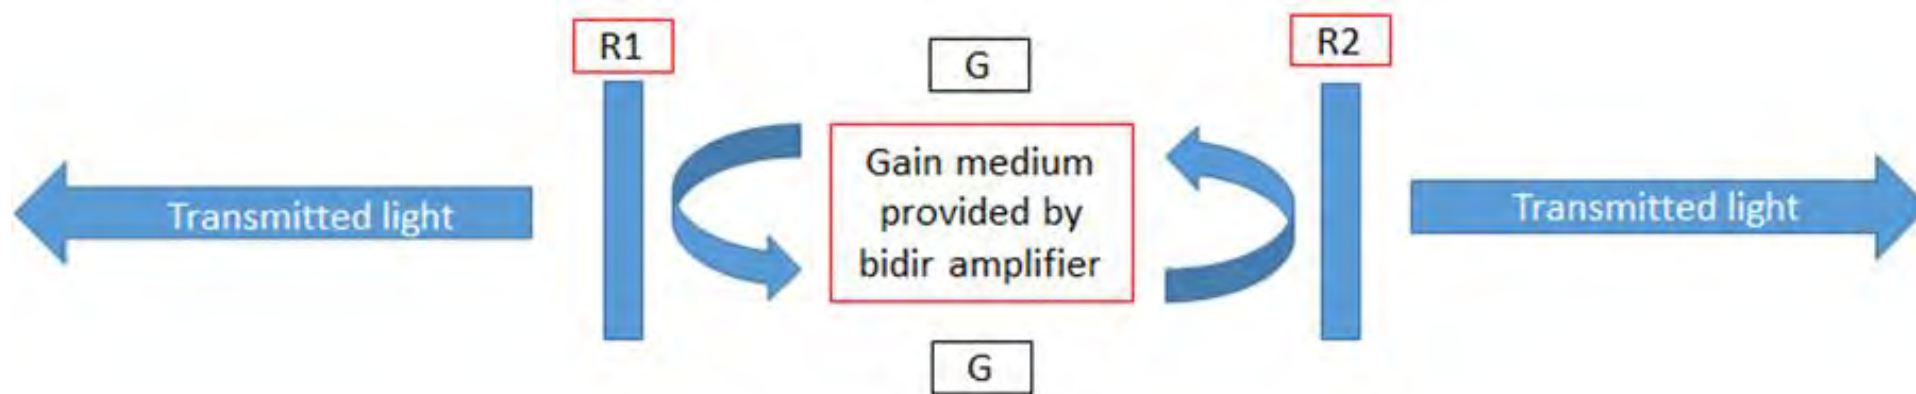 R1
G
R2
Transmitted light
Gain medium
provided by
bidir amplifier
Transmitted light
G